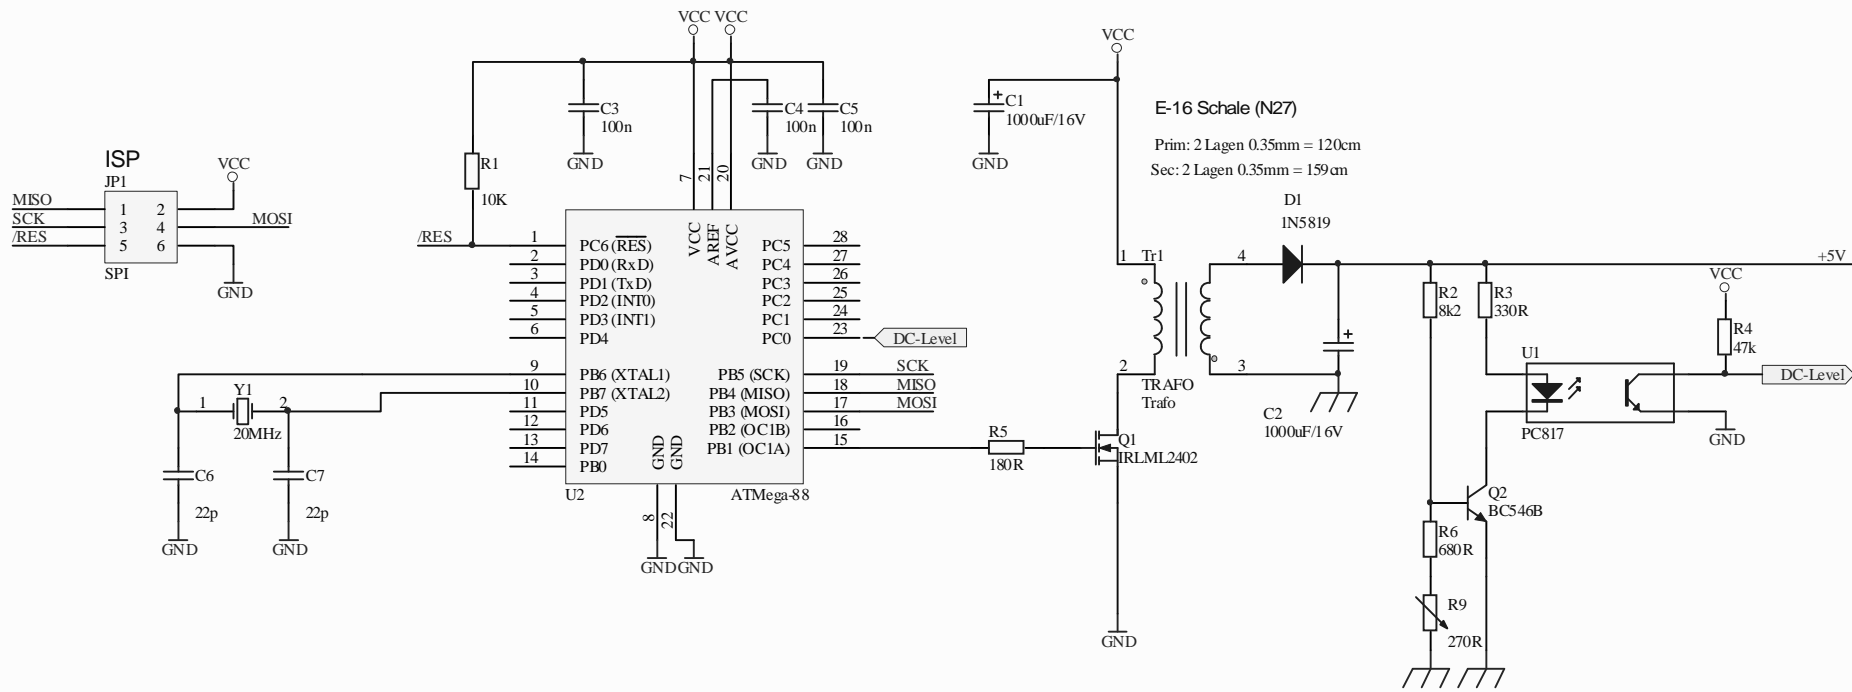 VCC VCC
VCC
C3
100n
C4
100n
C5
100n
GND
GND
GND
R1
10K
+
C1
1000uF/16V
GND
E-16 Schale (N27)
Prim: 2 Lagen 0.35mm = 120cm
Sec: 2 Lagen 0.35mm = 159cm
ISP
JP1
VCC
MISO
SCK
/RES
1 2
3 4
5 6
MOSI
SPI
GND
/RES
7
21
20
VCC
AREF
AVCC
1 PC6 (RES)
2 PD0 (RxD)
3 PD1 (TxD)
4 PD2 (INT0)
5 PD3 (INT1)
6 PD4
9 PB6 (XTAL1)
10 PB7 (XTAL2)
11 PD5
12 PD6
13 PD7
14 PB0
PC5 28
PC4 27
PC3 26
PC2 25
PC1 24
PC0 23
DC-Level
PB5 (SCK) 19 SCK
PB4 (MISO) 18 MISO
PB3 (MOSI) 17 MOSI
PB2 (OC1B) 16
PB1 (OC1A) 15
GND
GND
U2
ATMega-88
8
22
GND GND
Y1
1 2
20MHz
C6
22p
GND
C7
22p
GND
R5
180R
Q1
IRLML2402
GND
1 Tr1
2
4
3
TRAFO
Trafo
D1
1N5819
+
C2
1000uF/16V
+5V
R2
8k2
R3
330R
VCC
R4
47k
U1
PC817
DC-Level
GND
Q2
BC546B
R6
680R
R9
270R